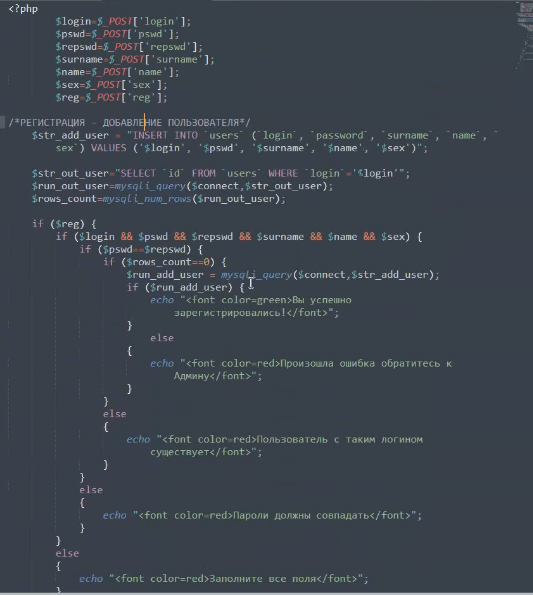 <?php
$login=$_POST['login'];
$pswd=$_POST['pswd'];
$repswd=$_POST['repswd'];
$surname=$_POST['surname'];
$name=$_POST['name'];
$sex=$_POST['sex'];
$reg=$_POST['reg'];
/*РЕГИСТРАЦИЯ - ДОБАВЛЕНИЕ ПОЛЬЗОВАТЕЛЯ*/
$str_add_user = "INSERT INTO `users` (`login`, `password`, `surname`, `name`, `
sex`) VALUES ('$login', '$pswd', '$surname', '$name', '$sex')";
$str_out_user="SELECT `id` FROM `users` WHERE `login`='$login'";
$run_out_user=mysqli_query($connect,$str_out_user);
$rows_count=mysqli_num_rows($run_out_user);
if ($reg) {
if ($login && $pswd && $repswd && $surname && $name && $sex) {
if ($pswd==$repswd) {
if ($rows_count==0) {
$run_add_user = mysqli_query($connect,$str_add_user);
if ($run_add_user) {
echo "<font color=green>Вы успешно
зарегистрировались!</font>";
}
else
{
echo "<font color=red>Произошла ошибка обратитесь к
Админу</font>";
}
}
else
{
echo "<font color=red>Пользователь с таким логином
существует</font>";
}
}
else
{
echo "<font color=red>Пароли должны совпадать</font>";
}
}
else
{
echo "<font color=red>Заполните все поля</font>";
}